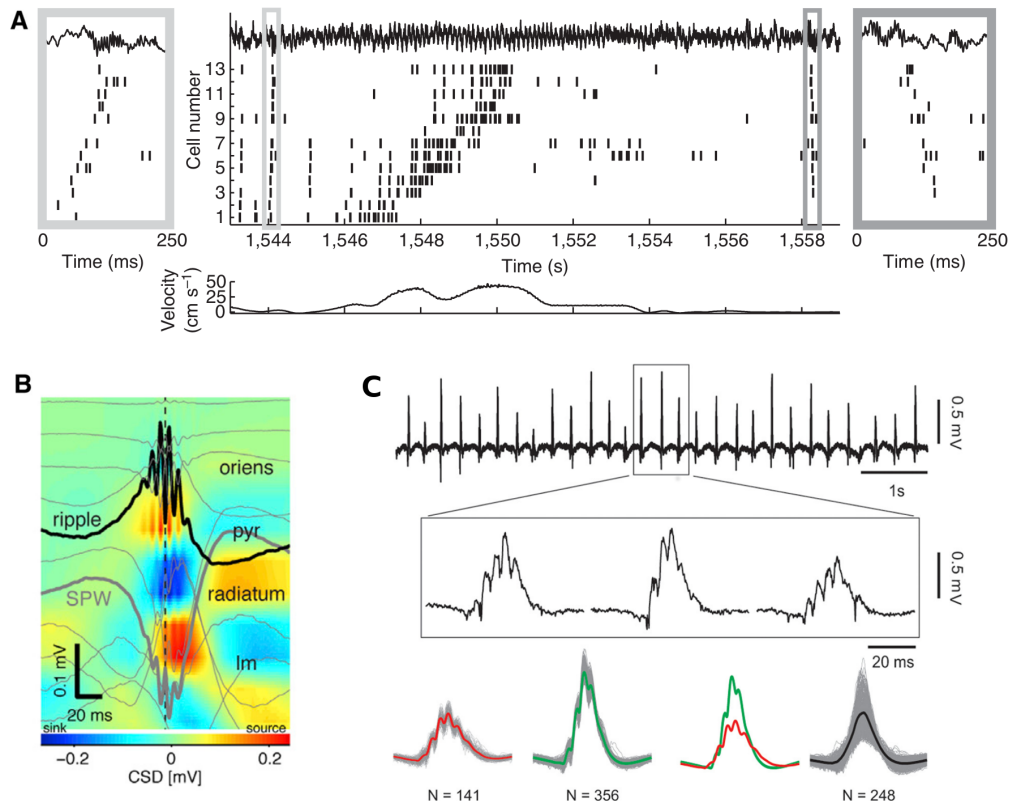 A
Cell number
13
11
9
7
5
3
1
0 250
Time (ms)
1,544 1,546 1,548 1,550 1,552 1,554 1,556 1,558
Time (s)
0 250
Time (ms)
Velocity
(cm s⁻¹)
50
25
0
B
oriens
ripple
pyr
SPW
radiatum
lm
0.1 mV
20 ms
sink source
−0.2 0 0.2
CSD [mV]
C
0.5 mV
1s
0.5 mV
20 ms
N = 141 N = 356 N = 248